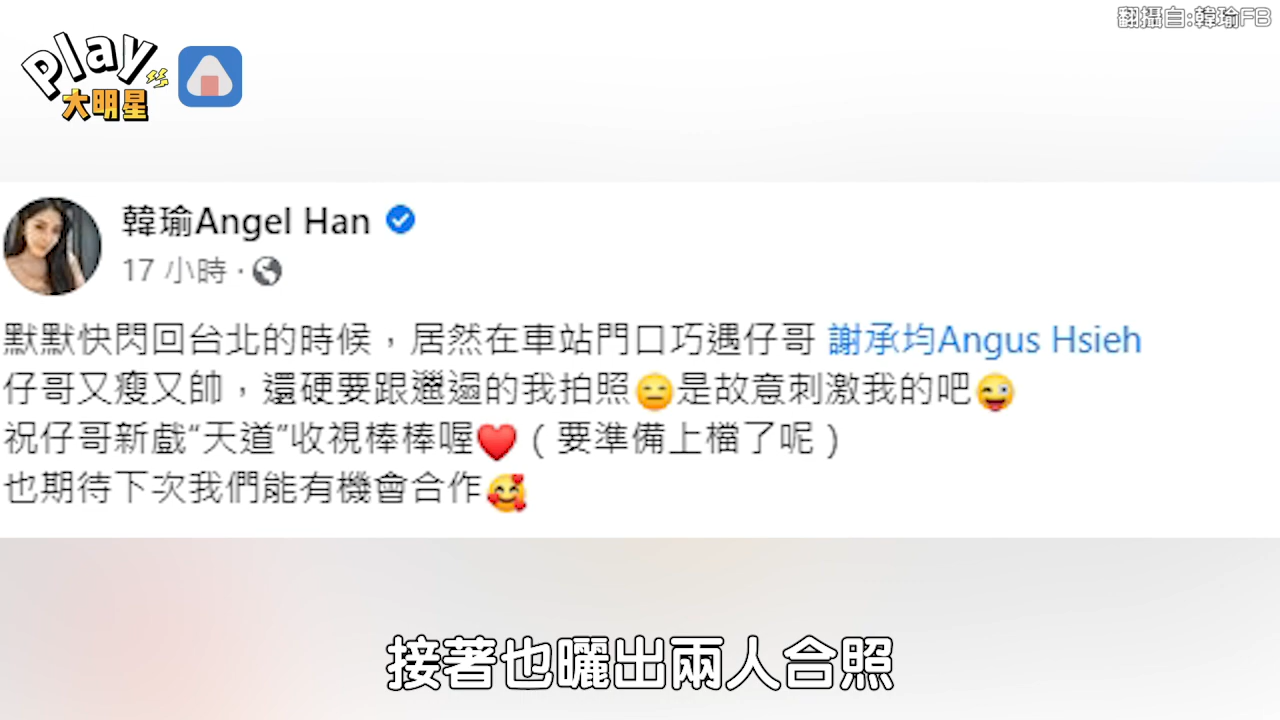 翻攝自:韓瑜FB
Play
大明星
韓瑜Angel Han
17 小時 ·
默默快閃回台北的時候，居然在車站門口巧遇仔哥 謝承均Angus Hsieh
仔哥又瘦又帥，還硬要跟邋遢的我拍照😑是故意刺激我的吧😜
祝仔哥新戲“天道”收視棒棒喔❤️（要準備上檔了呢）
也期待下次我們能有機會合作🥰
接著也曬出兩人合照